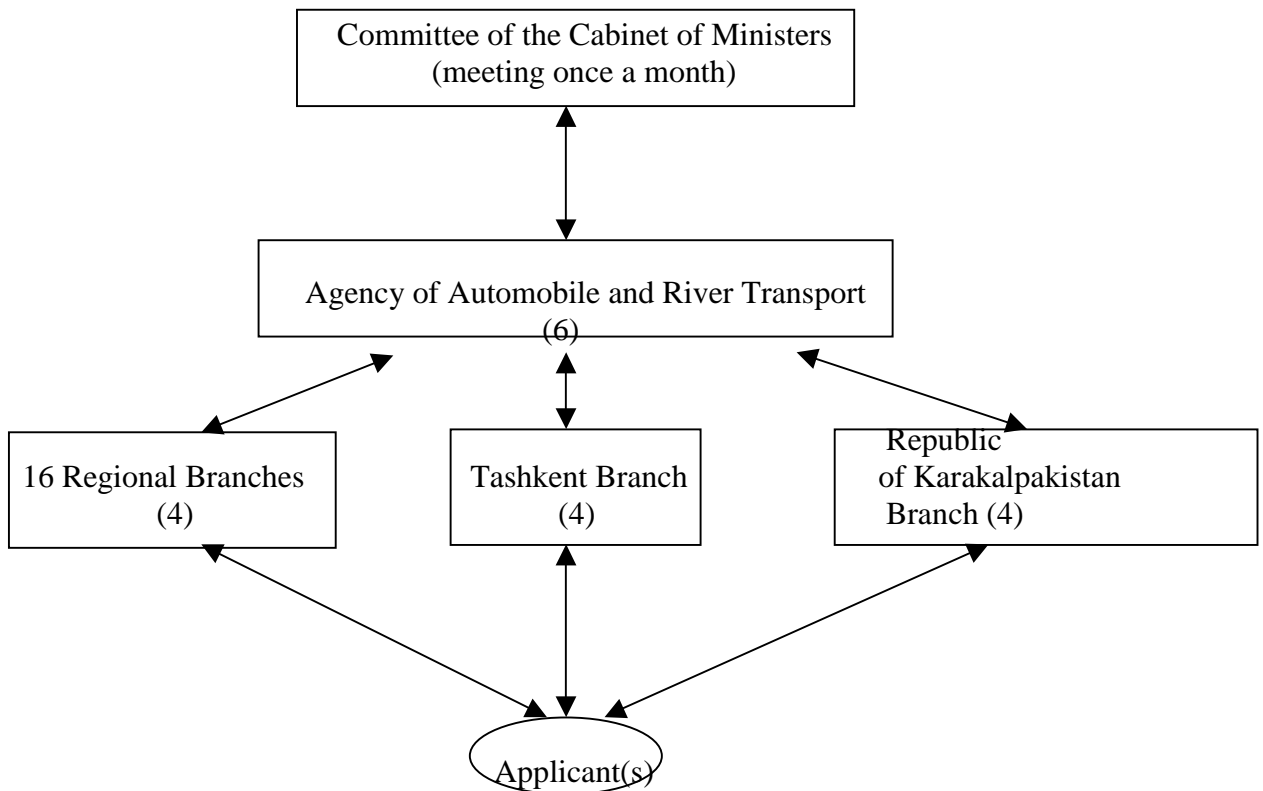 Committee of the Cabinet of Ministers
(meeting once a month)
Agency of Automobile and River Transport
(6)
16 Regional Branches
(4)
Tashkent Branch
(4)
Republic
of Karakalpakistan
Branch (4)
Applicant(s)